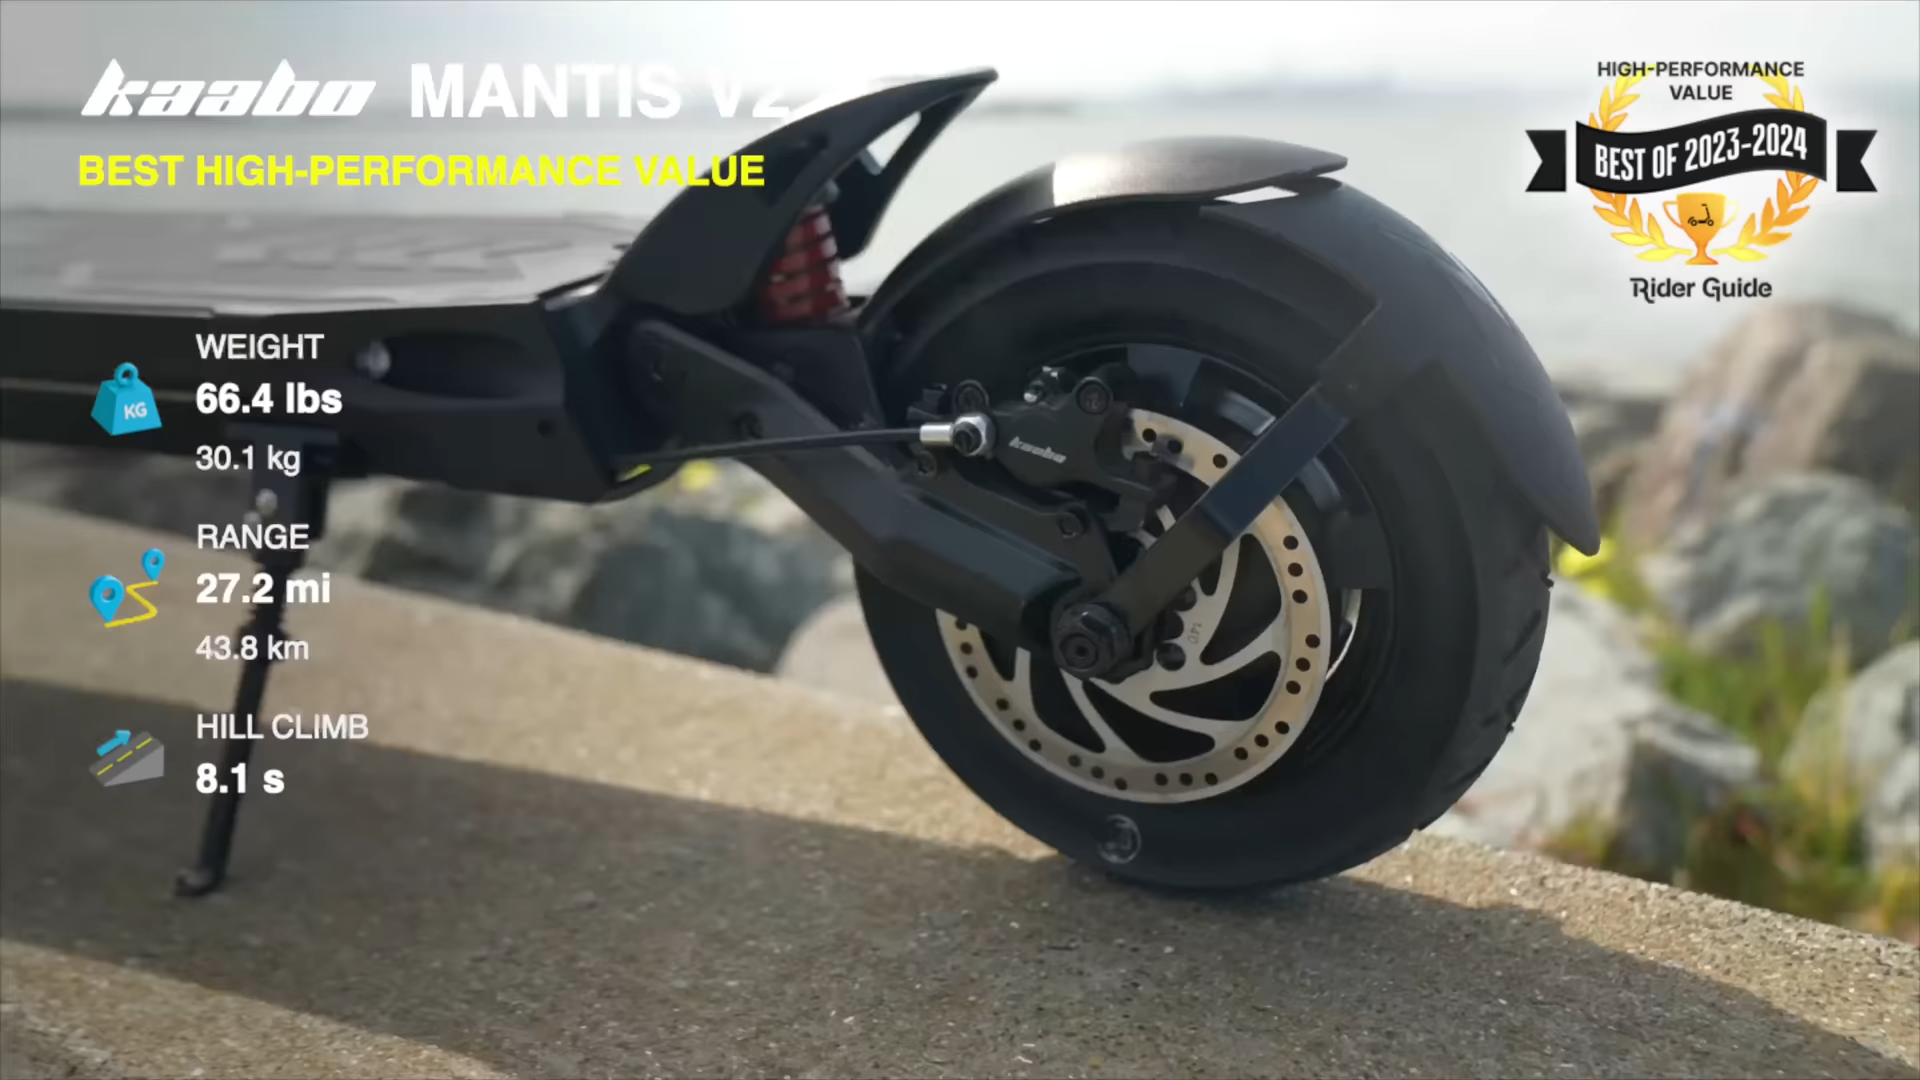 kaabo MANTIS V2
BEST HIGH-PERFORMANCE VALUE
HIGH-PERFORMANCE
VALUE
BEST OF 2023-2024
Rider Guide
WEIGHT
KG
66.4 lbs
30.1 kg
RANGE
27.2 mi
43.8 km
HILL CLIMB
8.1 s
kaabo